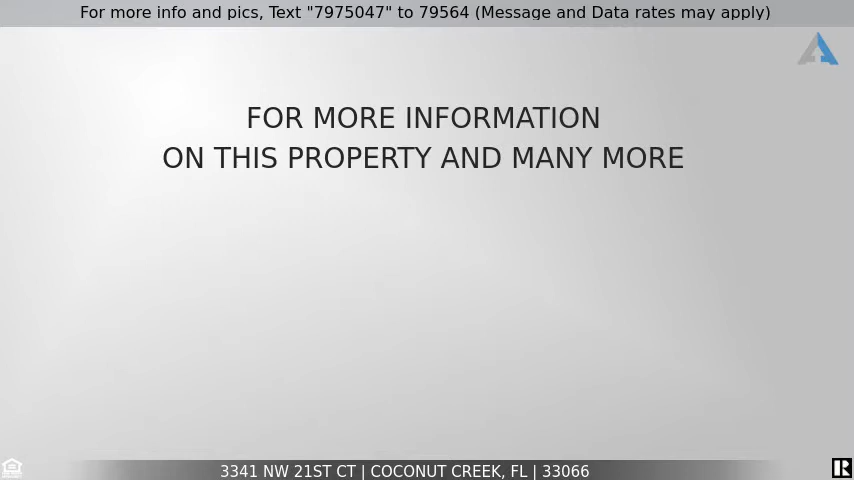 For more info and pics, Text "7975047" to 79564 (Message and Data rates may apply)
FOR MORE INFORMATION
ON THIS PROPERTY AND MANY MORE
3341 NW 21ST CT | COCONUT CREEK, FL | 33066